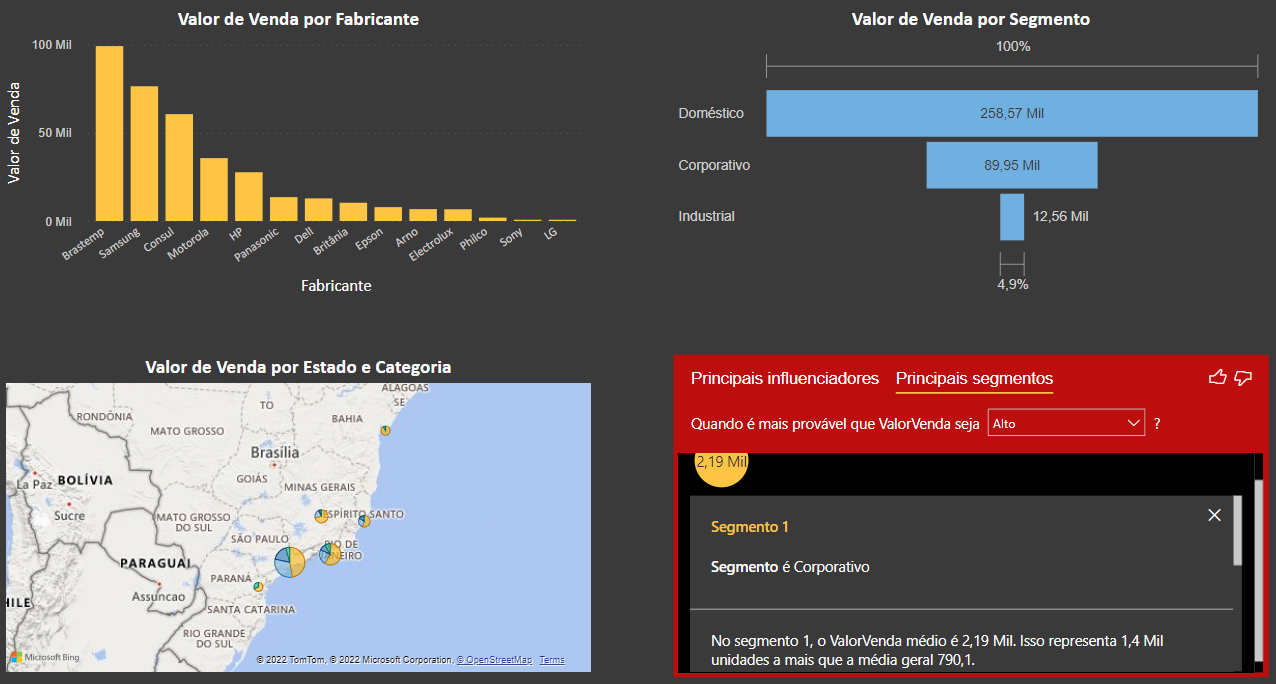 Valor de Venda por Fabricante
100 Mil
50 Mil
0 Mil
Valor de Venda
Brastemp
Samsung
Consul
Motorola
HP
Panasonic
Dell
Britânia
Epson
Arno
Electrolux
Philco
Sony
LG
Fabricante
Valor de Venda por Segmento
100%
Doméstico
258,57 Mil
Corporativo
89,95 Mil
Industrial
12,56 Mil
4,9%
Valor de Venda por Estado e Categoria
ALAGOAS
SE
TO
RONDÔNIA
BAHIA
MATO GROSSO
Brasília
La Paz
BOLÍVIA
GOIÁS
MINAS GERAIS
Sucre
MATO GROSSO
DO SUL
ESPÍRITO SANTO
SÃO PAULO
RIO DE
JANEIRO
PARAGUAI
PARANÁ
Assuncao
HILE
SANTA CATARINA
RIO GRANDE
DO SUL
Microsoft Bing
© 2022 TomTom, © 2022 Microsoft Corporation, © OpenStreetMap Terms
Principais influenciadores Principais segmentos
Quando é mais provável que ValorVenda seja Alto ?
2,19 Mil
Segmento 1
Segmento é Corporativo
No segmento 1, o ValorVenda médio é 2,19 Mil. Isso representa 1,4 Mil
unidades a mais que a média geral 790,1.